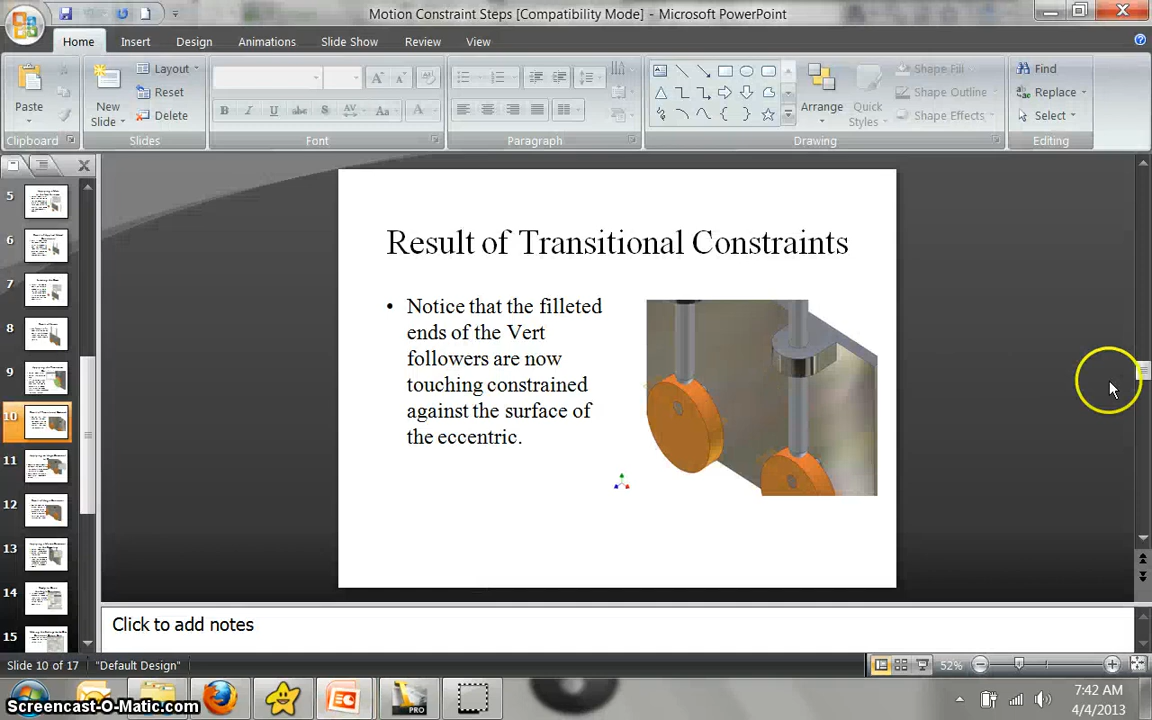 Motion Constraint Steps [Compatibility Mode] - Microsoft PowerPoint
Home Insert Design Animations Slide Show Review View
Paste
New Slide
Layout
Reset
Delete
Arrange
Quick Styles
Shape Fill
Shape Outline
Shape Effects
Find
Replace
Select
Clipboard Slides Font Paragraph Drawing Editing
5
6
7
8
9
10
11
12
13
14
15
Result of Transitional Constraints
• Notice that the filleted
ends of the Vert
followers are now
touching constrained
against the surface of
the eccentric.
Click to add notes
Slide 10 of 17 "Default Design" 52%
PRO
7:42 AM
4/4/2013
Screencast-O-Matic.com